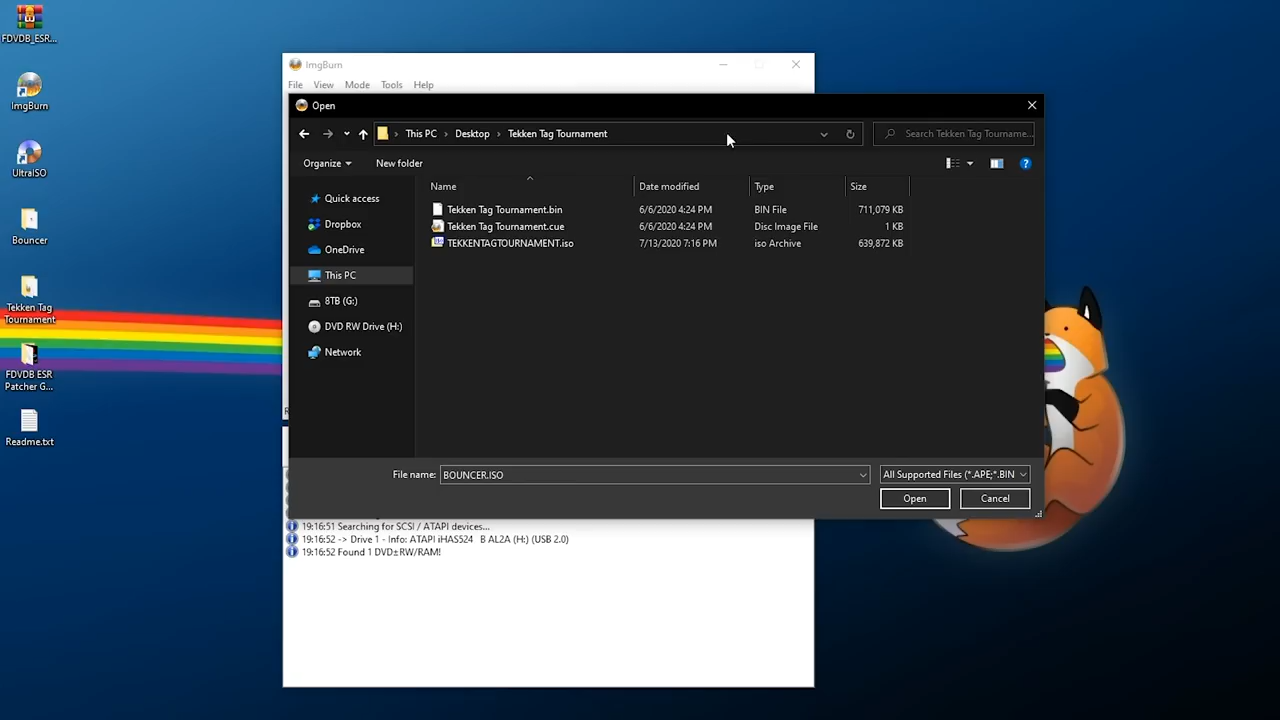 FDVDB_ESR...
ImgBurn
UltraISO
Bouncer
Tekken Tag
Tournament
FDVDB ESR
Patcher G...
Readme.txt
ImgBurn
File View Mode Tools Help
Open
This PC Desktop Tekken Tag Tournament
Search Tekken Tag Tourname...
Organize New folder
Quick access
Dropbox
OneDrive
This PC
8TB (G:)
DVD RW Drive (H:)
Network
Name Date modified Type Size
Tekken Tag Tournament.bin 6/6/2020 4:24 PM BIN File 711,079 KB
Tekken Tag Tournament.cue 6/6/2020 4:24 PM Disc Image File 1 KB
TEKKENTAGTOURNAMENT.iso 7/13/2020 7:16 PM iso Archive 639,872 KB
File name: BOUNCER.ISO All Supported Files (*.APE;*.BIN
Open Cancel
19:16:51 Searching for SCSI / ATAPI devices...
19:16:52 -> Drive 1 - Info: ATAPI iHAS524 B AL2A (H:) (USB 2.0)
19:16:52 Found 1 DVD±RW/RAM!